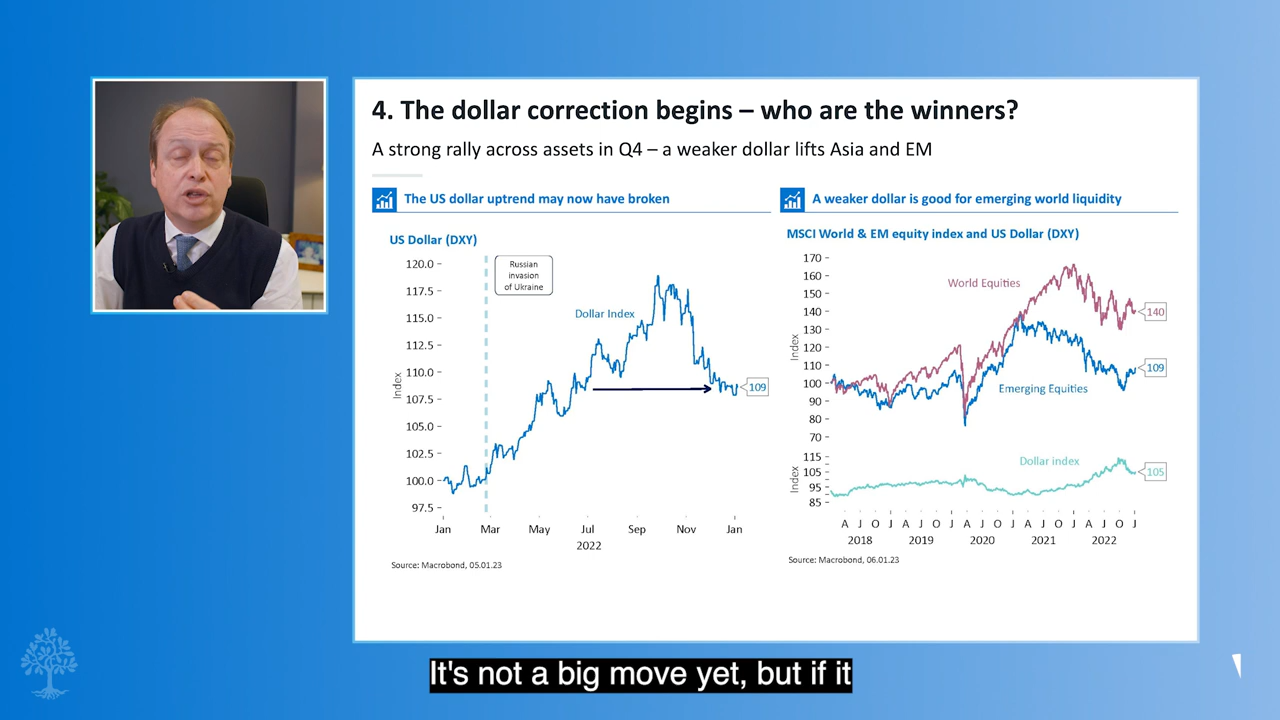 4. The dollar correction begins – who are the winners?
A strong rally across assets in Q4 – a weaker dollar lifts Asia and EM
The US dollar uptrend may now have broken
US Dollar (DXY)
120.0
117.5
115.0
112.5
110.0
107.5
105.0
102.5
100.0
97.5
Index
Russian
invasion
of Ukraine
Dollar Index
109
Jan Mar May Jul Sep Nov Jan
2022
Source: Macrobond, 05.01.23
A weaker dollar is good for emerging world liquidity
MSCI World & EM equity index and US Dollar (DXY)
170
160
150
140
130
120
110
100
90
80
70
Index
World Equities
140
109
Emerging Equities
115
105
95
85
Index
Dollar index
105
A J O J A J O J A J O J A J O J A J O J
2018 2019 2020 2021 2022
Source: Macrobond, 06.01.23
It's not a big move yet, but if it